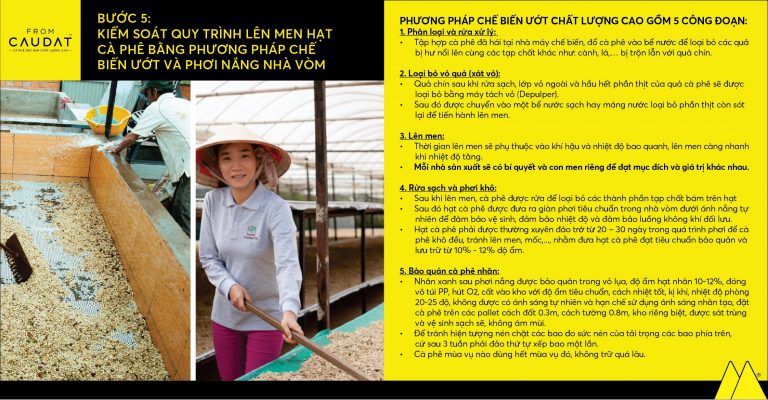 FROM
CAUDAT™
BƯỚC 5:
KIỂM SOÁT QUY TRÌNH LÊN MEN HẠT
CÀ PHÊ BẰNG PHƯƠNG PHÁP CHẾ
BIẾN ƯỚT VÀ PHƠI NẮNG NHÀ VÒM
PHƯƠNG PHÁP CHẾ BIẾN ƯỚT CHẤT LƯỢNG CAO GỒM 5 CÔNG ĐOẠN:
1. Phân loại và rửa xử lý:
• Tập hợp cà phê đã hái tại nhà máy chế biến, đổ cà phê vào bể nước để loại bỏ các quả
bị hư nổi lên cùng các tạp chất khác như: cành, lá,... bị trộn lẫn với quả chín.
2. Loại bỏ vỏ quả (xát vỏ):
• Quả chín sau khi rửa sạch, lớp vỏ ngoài và hầu hết phần thịt của quả cà phê sẽ được
loại bỏ bằng máy tách vỏ (Depulper).
• Sau đó được chuyển vào một bể nước sạch hay máng nước loại bỏ phần thịt còn sót
lại để tiến hành lên men.
3. Lên men:
• Thời gian lên men sẽ phụ thuộc vào khí hậu và nhiệt độ bao quanh, lên men càng nhanh
khi nhiệt độ tăng.
• Mỗi nhà sản xuất sẽ có bí quyết và con men riêng để đạt mục đích và giá trị khác nhau.
4. Rửa sạch và phơi khô:
• Sau khi lên men, cà phê được rửa để loại bỏ các thành phần tạp chất bám trên hạt
• Sau đó hạt cà phê được đưa ra giàn phơi tiêu chuẩn trong nhà vòm dưới ánh nắng tự
nhiên để đảm bảo vệ sinh, đảm bảo nhiệt độ và đảm bảo luồng không khí đối lưu.
• Hạt cà phê phải được thường xuyên đảo trở từ 20 – 30 ngày trong quá trình phơi để cà
phê khô đều, tránh lên men, mốc,..., nhằm đưa hạt cà phê đạt tiêu chuẩn bảo quản và
lưu trữ từ 10% - 12% độ ẩm.
5. Bảo quản cà phê nhân:
• Nhân xanh sau phơi nắng được bảo quản trong vỏ lụa, độ ẩm hạt nhân 10-12%, đóng
vô túi PP, hút O2, cất vào kho với độ ẩm tiêu chuẩn, cách nhiệt tốt, kị khí, nhiệt độ phòng
20-25 độ, không được có ánh sáng tự nhiên và hạn chế sử dụng ánh sáng nhân tạo, đặt
cà phê trên các pallet cách đất 0.3m, cách tường 0.8m, kho riêng biệt, được sát trùng
và vệ sinh sạch sẽ, không ám mùi.
• Để tránh hiện tượng nén chặt các bao do sức nén của tải trọng các bao phía trên,
cứ sau 3 tuần phải đảo thứ tự xếp bao một lần.
• Cà phê mùa vụ nào dùng hết mùa vụ đó, không trữ quá lâu.